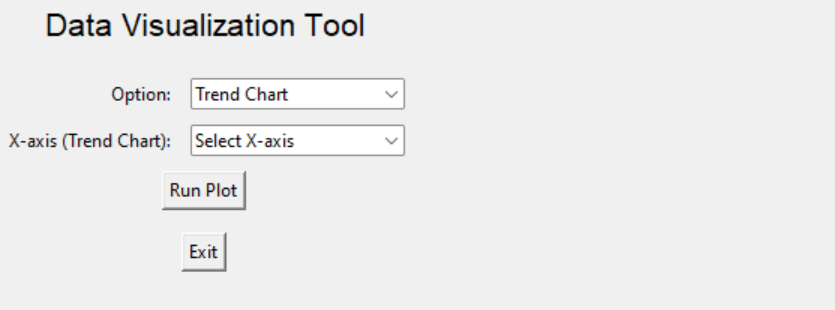 Data Visualization Tool
Option: Trend Chart
X-axis (Trend Chart): Select X-axis
Run Plot
Exit